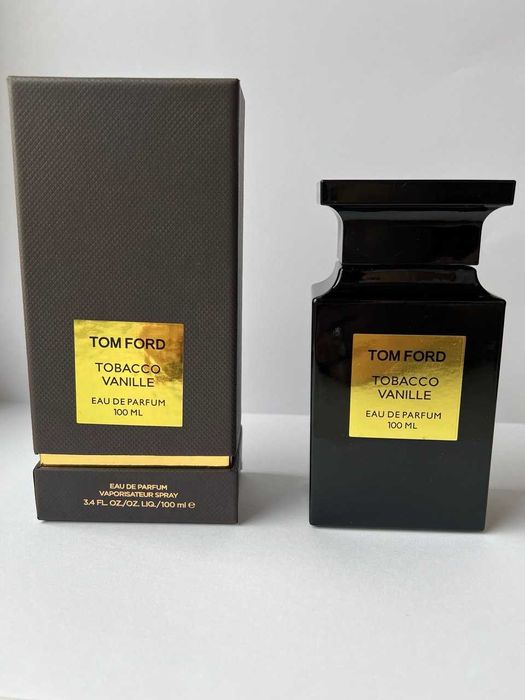 TOM FORD
TOBACCO
VANILLE
EAU DE PARFUM
100 ML
EAU DE PARFUM
VAPORISATEUR SPRAY
3.4 FL. OZ./OZ. LIQ./100 ml ℮
TOM FORD
TOBACCO
VANILLE
EAU DE PARFUM
100 ML